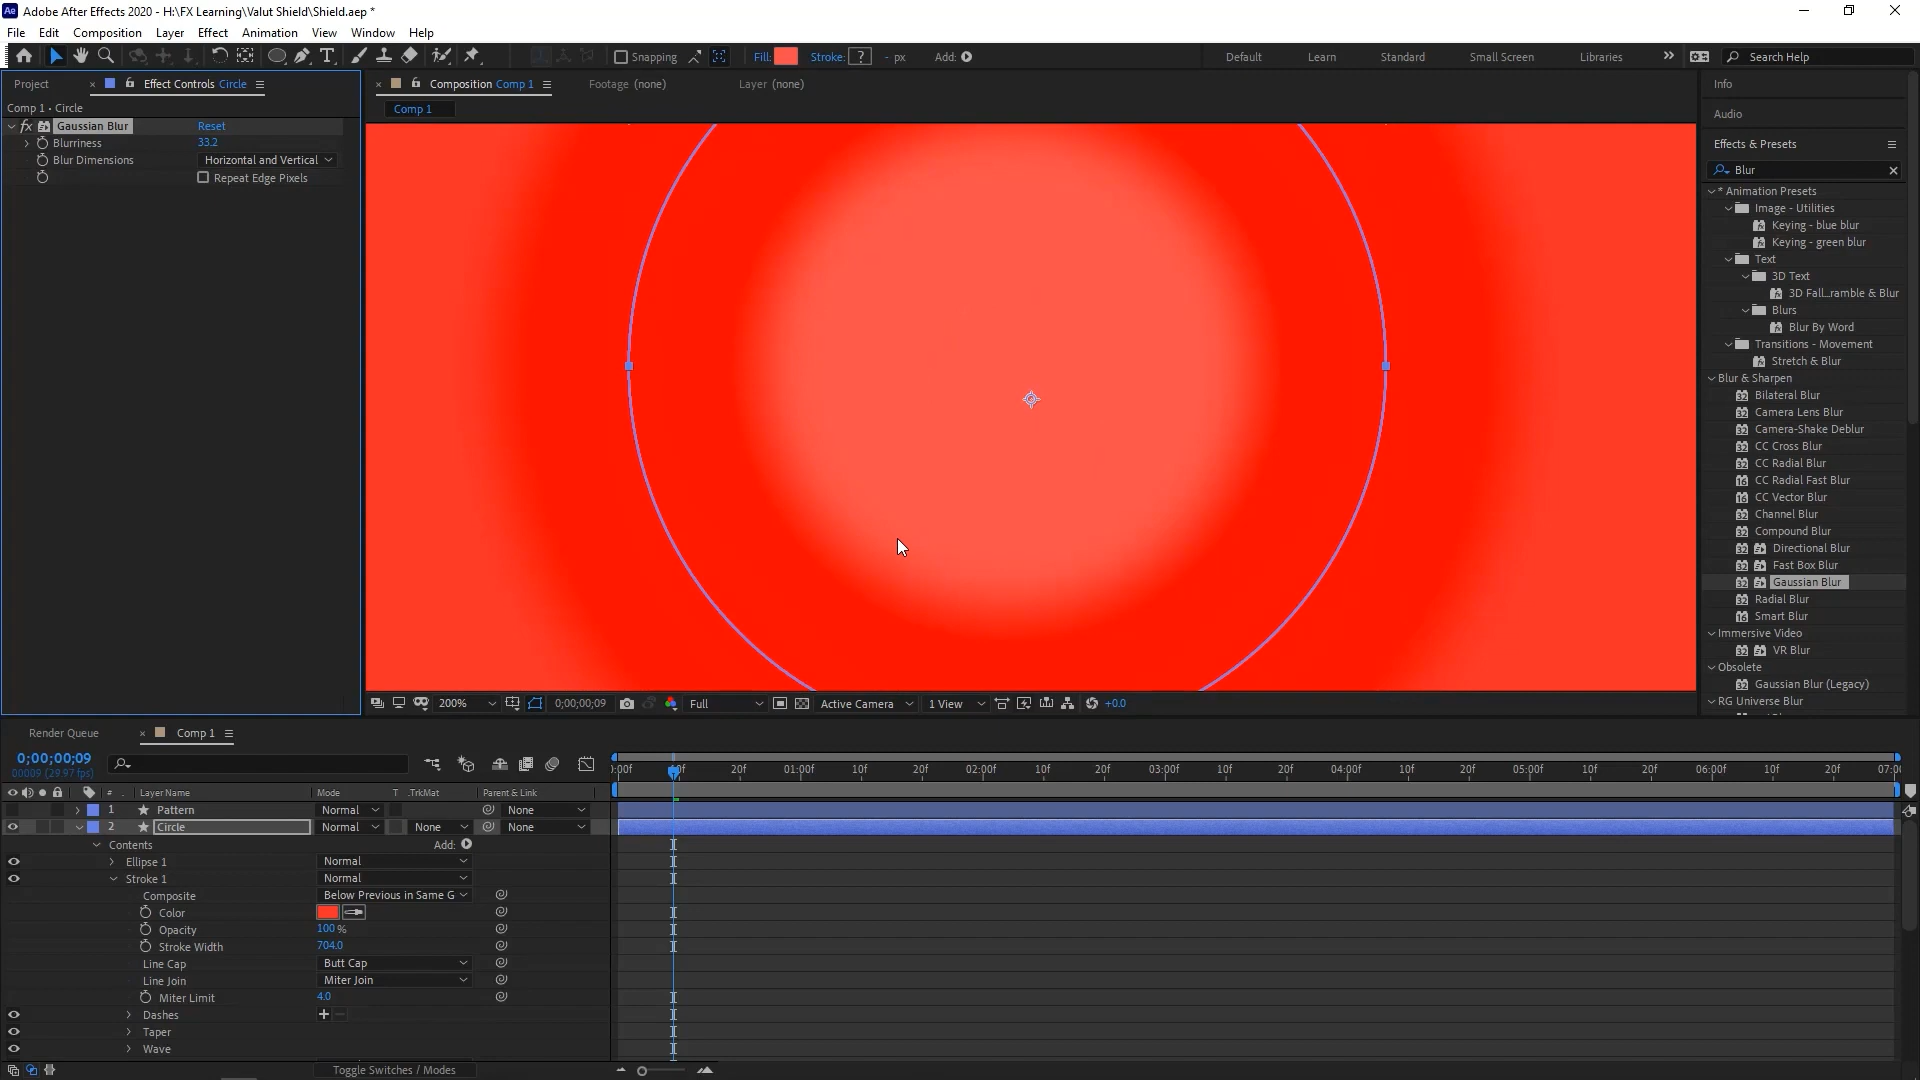 Adobe After Effects 2020 - H:\FX Learning\Valut Shield\Shield.aep *
File Edit Composition Layer Effect Animation View Window Help
Snapping Fill: Stroke: ? - px Add: Default Learn Standard Small Screen Libraries Search Help
Project Effect Controls Circle Composition Comp 1 Footage (none) Layer (none) Info
Comp 1 • Circle Comp 1
Audio
fx Gaussian Blur Reset
Blurriness 33.2
Blur Dimensions Horizontal and Vertical
Repeat Edge Pixels
Effects & Presets
Blur
* Animation Presets
Image - Utilities
Keying - blue blur
Keying - green blur
Text
3D Text
3D Fall...ramble & Blur
Blurs
Blur By Word
Transitions - Movement
Stretch & Blur
Blur & Sharpen
Bilateral Blur
Camera Lens Blur
Camera-Shake Deblur
CC Cross Blur
CC Radial Blur
CC Radial Fast Blur
CC Vector Blur
Channel Blur
Compound Blur
Directional Blur
Fast Box Blur
Gaussian Blur
Radial Blur
Smart Blur
Immersive Video
VR Blur
Obsolete
Gaussian Blur (Legacy)
RG Universe Blur
200% 0;00;00;09 Full Active Camera 1 View +0.0
Render Queue Comp 1
0;00;00;09
00009 (29.97 fps)
:00f 20f 01:00f 10f 20f 02:00f 10f 20f 03:00f 10f 20f 04:00f 10f 20f 05:00f 10f 20f 06:00f 10f 20f 07:00
# Layer Name Mode T .TrkMat Parent & Link
1 Pattern Normal None
2 Circle Normal None None
Contents Add:
Ellipse 1 Normal
Stroke 1 Normal
Composite Below Previous in Same G
Color
Opacity 100 %
Stroke Width 704.0
Line Cap Butt Cap
Line Join Miter Join
Miter Limit 4.0
Dashes + −
Taper
Wave
Toggle Switches / Modes